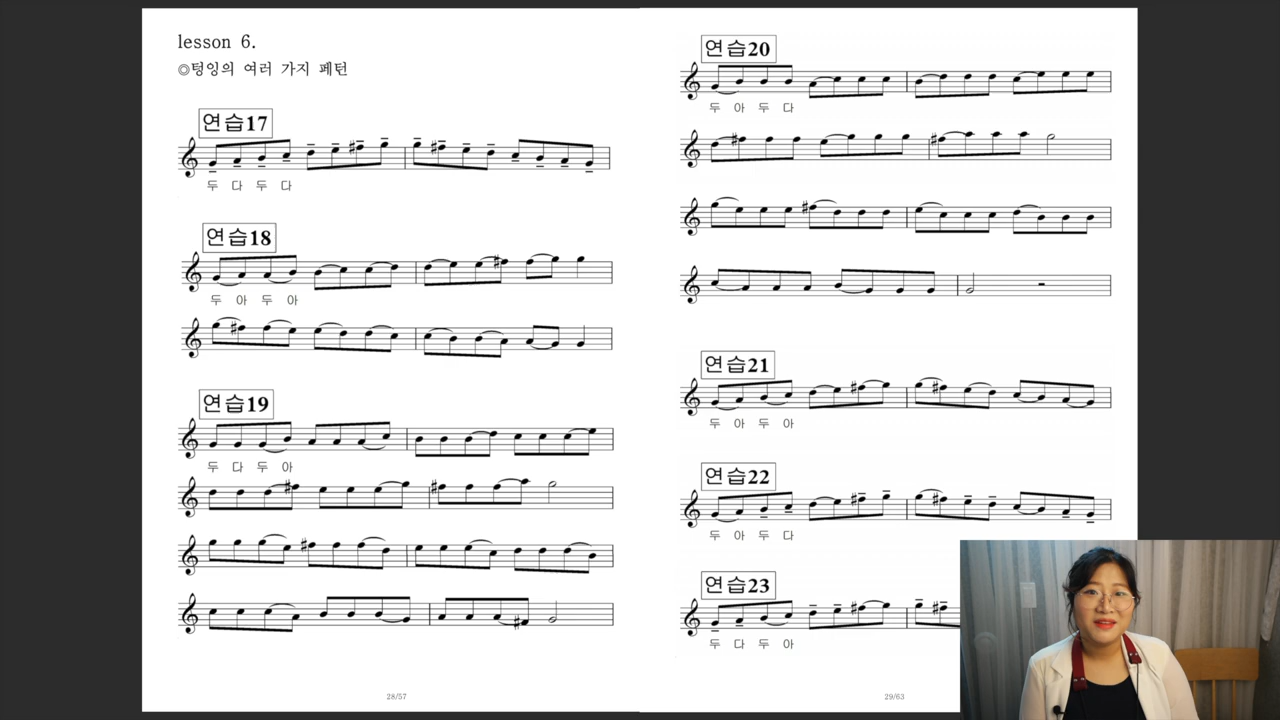 lesson 6.
◎텅잉의 여러 가지 페턴
연습17
두 다 두 다
연습18
두 아 두 아
연습19
두 다 두 아
28/57
연습20
두 아 두 다
연습21
두 아 두 아
연습22
두 아 두 다
연습23
두 다 두 아
29/63